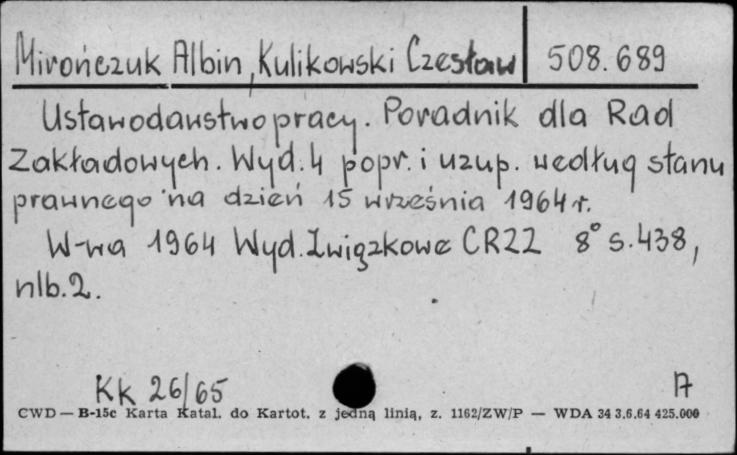 Mirończuk Albin, Kulikowski Czesław 508.689
Ustawodawstwo pracy. Poradnik dla Rad
Zakładowych. Wyd. 4 popr. i uzup. według stanu
prawnego na dzień 15 września 1964 r.
W-wa 1964 Wyd. Związkowe CRZZ 8° s. 438,
nlb. 2.
Kk 26/65 A
CWD — B-15c Karta Katal. do Kartot. z jedną linią, z. 1162/ZW/P — WDA 34 3.6.64 425.000